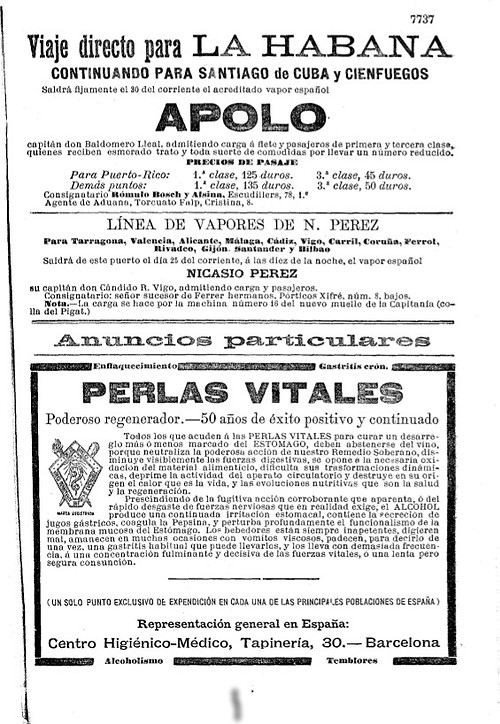 7737
Viaje directo para LA HABANA
CONTINUANDO PARA SANTIAGO de CUBA y CIENFUEGOS
Saldrá fijamente el 30 del corriente el acreditado vapor español
APOLO
capitán don Baldomero Lleal, admitiendo carga á flete y pasajeros de primera y tercera clase,
quienes reciben esmerado trato y toda suerte de comodidas por llevar un número reducido.
PRECIOS DE PASAJE
Para Puerto-Rico: 1.ª clase, 125 duros. 3.ª clase, 45 duros.
Demás puntos: 1.ª clase, 135 duros. 3.ª clase, 50 duros.
Consignatario Rómulo Bosch y Alsina, Escudillers, 78, 1.º
Agente de Aduano, Torcuato Falp, Cristina, 8.
LÍNEA DE VAPORES DE N. PEREZ
Para Tarragona, Valencia, Alicante, Málaga, Cádiz, Vigo, Carril, Coruña, Ferrol,
Rivadeo, Gijón, Santander y Bilbao
Saldrá de este puerto el día 25 del corriente, á las diez de la noche, el vapor español
NICASIO PEREZ
su capitán don Cándido R. Vigo, admitiendo carga y pasajeros.
Consignatario: señor sucesor de Ferrer hermanos, Pórticos Xifré, núm. 8, bajos.
Nota.—La carga se hace por la machina número 16 del nuevo muelle de la Capitanía (co-
lla del Pigat.)
Anuncios particulares
Enflaquecimiento Gastritis crón.
PERLAS VITALES
Poderoso regenerador.—50 años de éxito positivo y continuado
Todos los que acuden á las PERLAS VITALES para curar un desarre-
glo más ó menos marcado del ESTOMAGO, deben abstenerse del vino,
porque neutraliza la poderosa acción de nuestro Remedio Soberano, dis-
minuye visiblemente las fuerzas digestivas, se opone a la necesaria oxi-
dación del material alimenticio, dificulta sus trasformaciones dinámi-
cas, deprime la actividad del aparato circulatorio y destruye en su ori-
gen el calor que es la vida, y las evoluciones nutritivas que son la salud
y la regeneración.
Prescindiendo de la fugitiva acción corroborante que aparenta, ó del
rápido desgaste de fuerzas nerviosas que en realidad exige, el ALCOHOL
produce una continuada irritación estomacal, contiene la secreción de
jugos gástricos, coagula la Pepsina, y perturba profundamente el funcionalismo de la
membrana mucosa del Estómago. Los bebedores están siempre inapetentes, digieren
mal, amanecen en muchas ocasiones con vómitos viscosos, padecen, para decirlo de
una vez, una gastritis habitual que puede llevarlos, y los lleva con demasiada frecuen-
cia, á una concentración fulminante y decisiva de las fuerzas vitales, ó una lenta pero
segura consunción.
MARCA REGISTRADA
(UN SOLO PUNTO EXCLUSIVO DE EXPENDICIÓN EN CADA UNA DE LAS PRINCIPALES POBLACIONES DE ESPAÑA)
Representación general en España:
Centro Higiénico-Médico, Tapinería, 30.—Barcelona
Alcoholismo Temblores